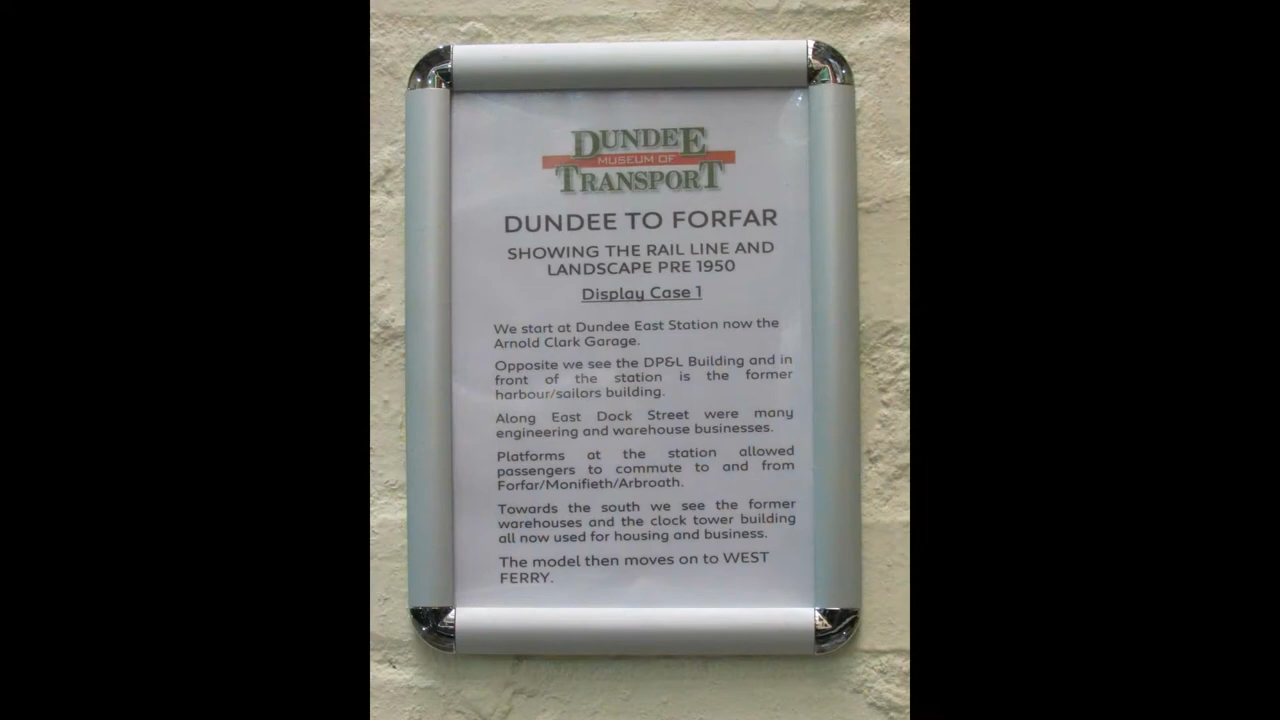 DUNDEE
MUSEUM OF
TRANSPORT
DUNDEE TO FORFAR
SHOWING THE RAIL LINE AND
LANDSCAPE PRE 1950
Display Case 1
We start at Dundee East Station now the
Arnold Clark Garage.
Opposite we see the DP&L Building and in
front of the station is the former
harbour/sailors building.
Along East Dock Street were many
engineering and warehouse businesses.
Platforms at the station allowed
passengers to commute to and from
Forfar/Monifieth/Arbroath.
Towards the south we see the former
warehouses and the clock tower building
all now used for housing and business.
The model then moves on to WEST
FERRY.